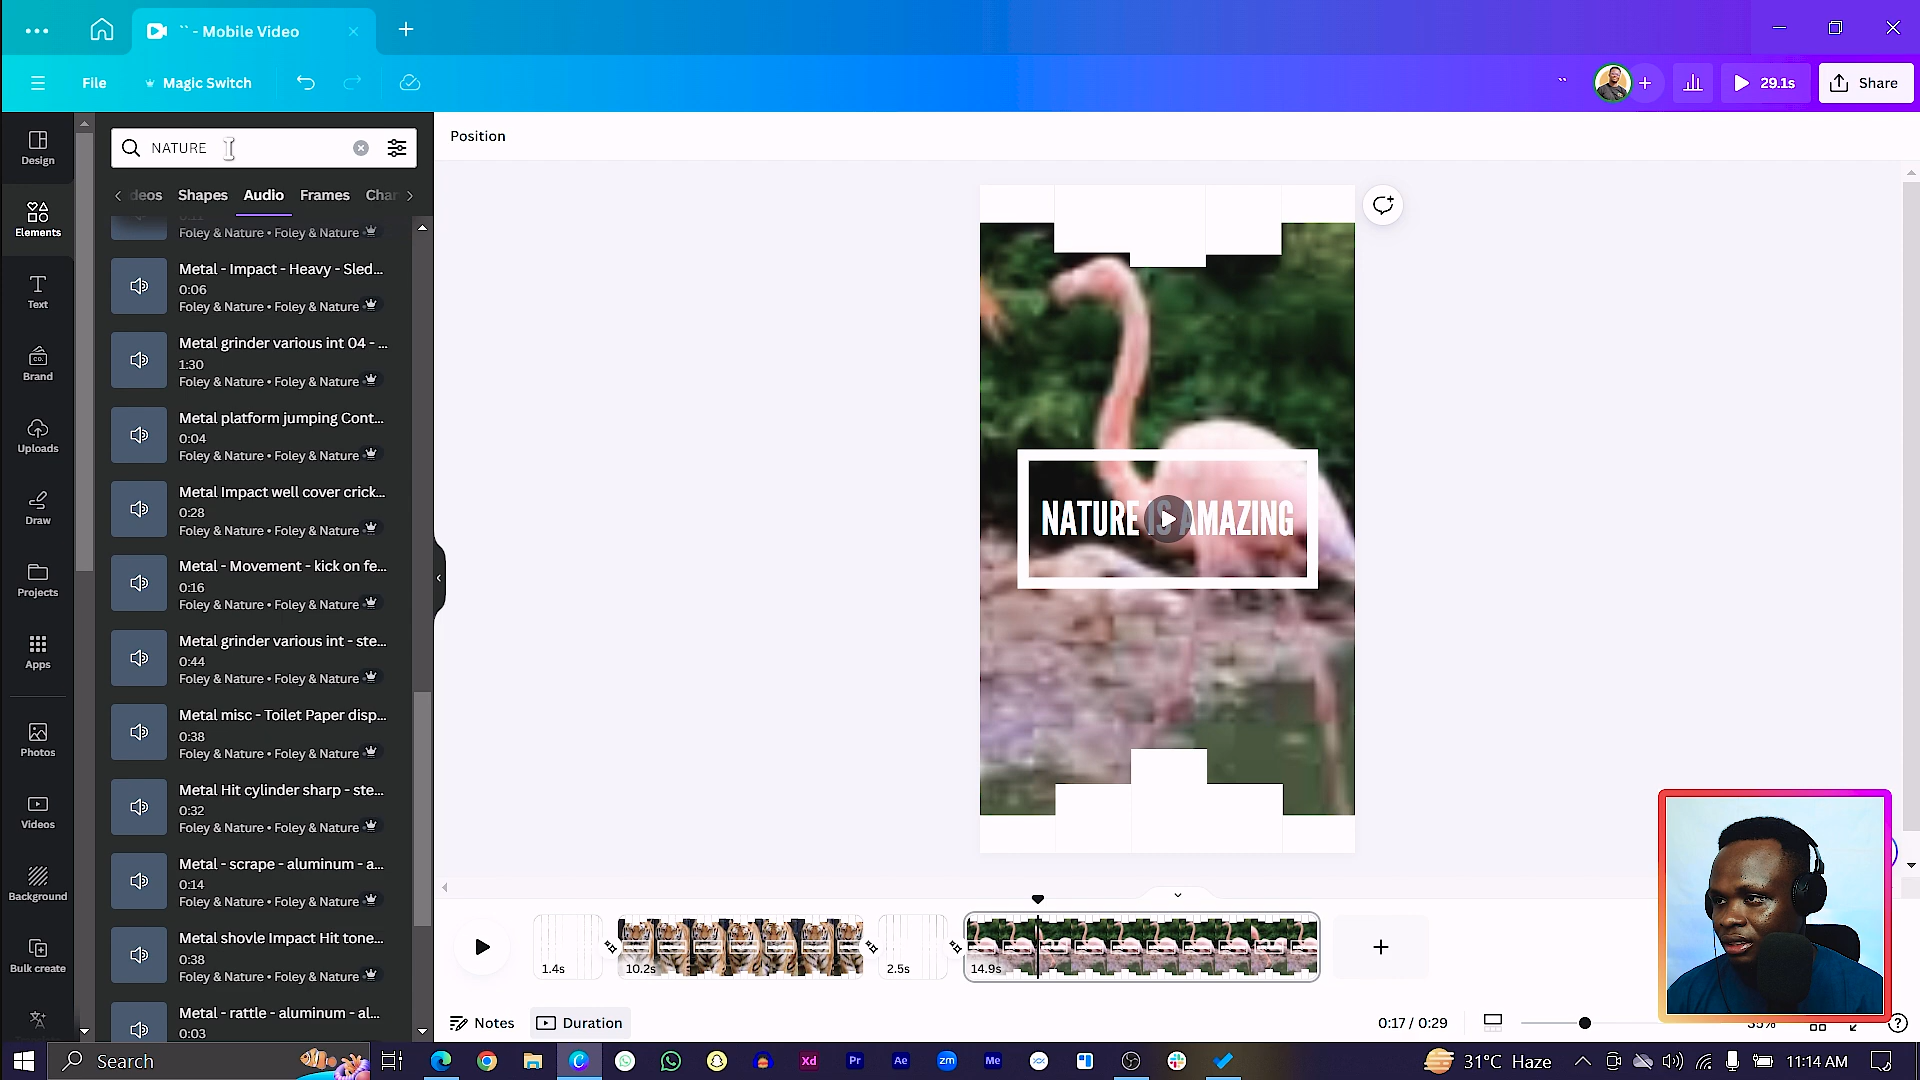 `` - Mobile Video
File
Magic Switch
``
29.1s
Share
Design
Elements
Text
Brand
CO.
Uploads
Draw
Projects
Apps
Photos
Videos
Background
Bulk create
NATURE
deos
Shapes
Audio
Frames
Char
Foley & Nature • Foley & Nature
Metal - Impact - Heavy - Sled...
0:06
Foley & Nature • Foley & Nature
Metal grinder various int 04 - ...
1:30
Foley & Nature • Foley & Nature
Metal platform jumping Cont...
0:04
Foley & Nature • Foley & Nature
Metal Impact well cover crick...
0:28
Foley & Nature • Foley & Nature
Metal - Movement - kick on fe...
0:16
Foley & Nature • Foley & Nature
Metal grinder various int - ste...
0:44
Foley & Nature • Foley & Nature
Metal misc - Toilet Paper disp...
0:38
Foley & Nature • Foley & Nature
Metal Hit cylinder sharp - ste...
0:32
Foley & Nature • Foley & Nature
Metal - scrape - aluminum - a...
0:14
Foley & Nature • Foley & Nature
Metal shovle Impact Hit tone...
0:38
Foley & Nature • Foley & Nature
Metal - rattle - aluminum - al...
0:03
Position
NATURE IS AMAZING
1.4s
10.2s
2.5s
14.9s
Notes
Duration
0:17 / 0:29
35%
Search
Xd
Pr
Ae
zm
Me
31°C Haze
11:14 AM